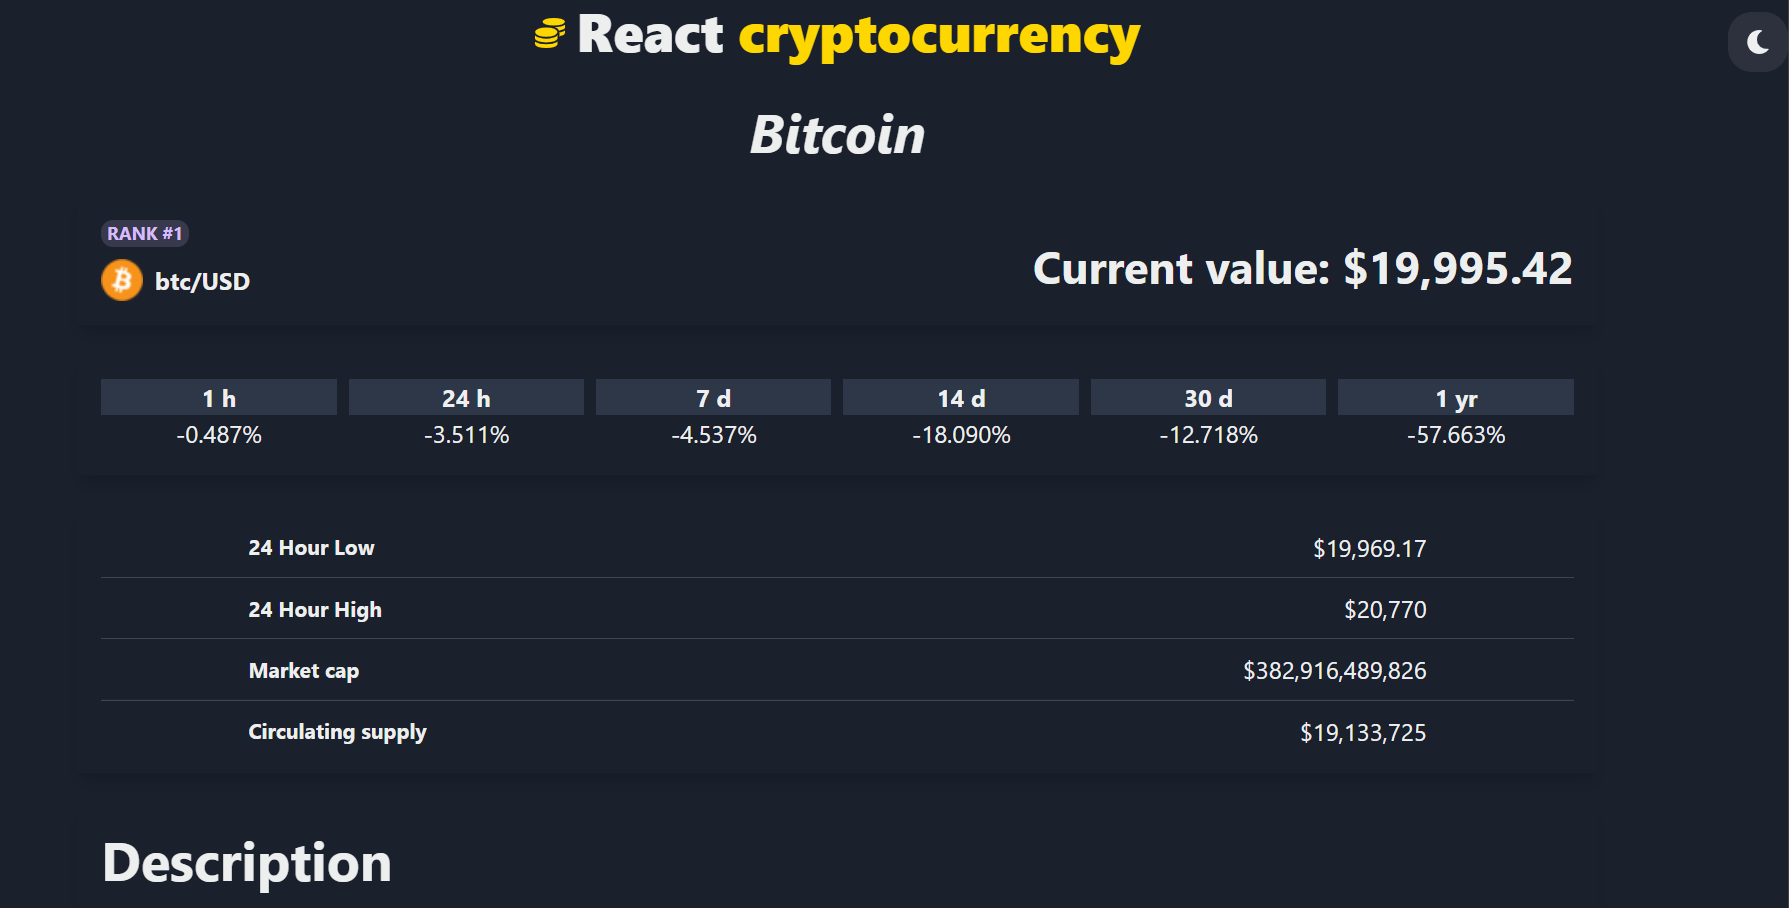 React cryptocurrency
Bitcoin
RANK #1
btc/USD
Current value: $19,995.42
1 h 24 h 7 d 14 d 30 d 1 yr
-0.487% -3.511% -4.537% -18.090% -12.718% -57.663%
24 Hour Low $19,969.17
24 Hour High $20,770
Market cap $382,916,489,826
Circulating supply $19,133,725
Description